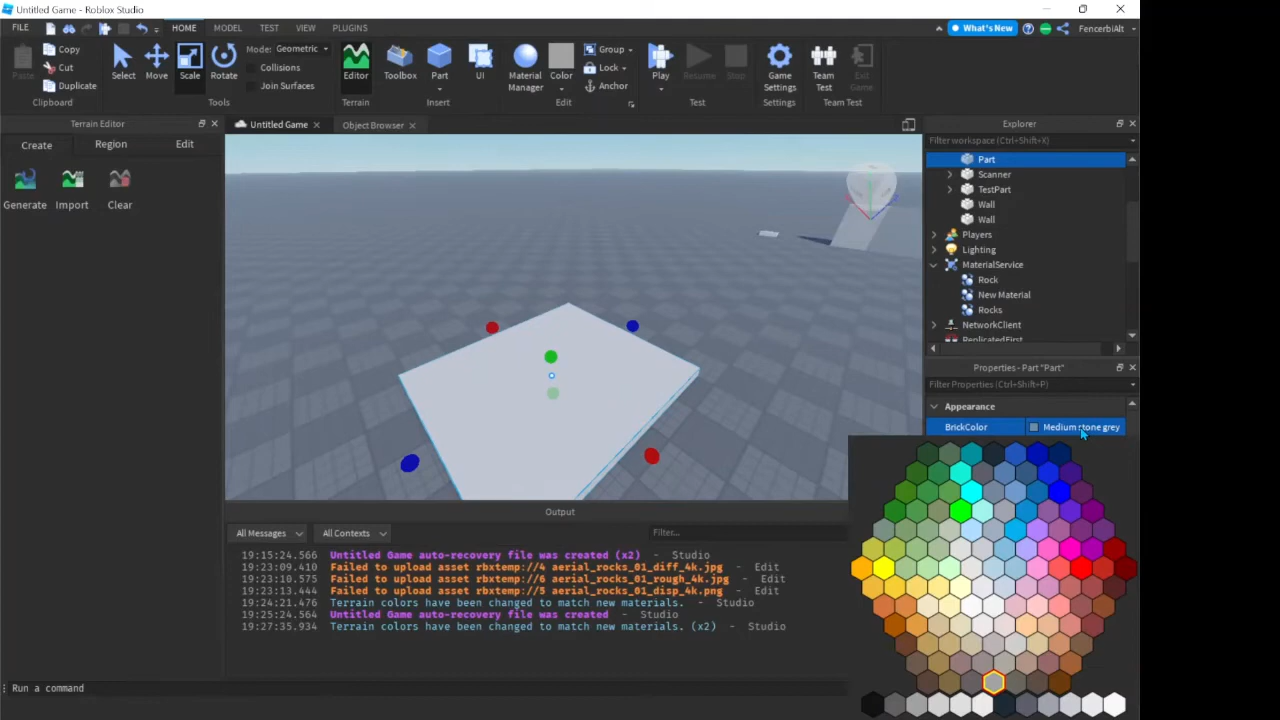 Untitled Game - Roblox Studio
FILE HOME MODEL TEST VIEW PLUGINS What's New FencerbiAlt
Paste Copy Cut Duplicate Clipboard
Select Move Scale Rotate Mode: Geometric Collisions Join Surfaces Tools
Editor Terrain
Toolbox Part UI Insert
Material Manager Color Group Lock Anchor Edit
Play Resume Stop Test
Game Settings Settings
Team Test Exit Game Team Test
Terrain Editor
Create Region Edit
Generate Import Clear
Untitled Game Object Browser
Explorer
Filter workspace (Ctrl+Shift+X)
Part
Scanner
TestPart
Wall
Wall
Players
Lighting
MaterialService
Rock
New Material
Rocks
NetworkClient
ReplicatedFirst
Properties - Part "Part"
Filter Properties (Ctrl+Shift+P)
Appearance
BrickColor Medium stone grey
Output
All Messages All Contexts Filter...
19:15:24.566 Untitled Game auto-recovery file was created (x2) - Studio
19:23:09.410 Failed to upload asset rbxtemp://4 aerial_rocks_01_diff_4k.jpg - Edit
19:23:10.575 Failed to upload asset rbxtemp://6 aerial_rocks_01_rough_4k.jpg - Edit
19:23:13.444 Failed to upload asset rbxtemp://5 aerial_rocks_01_disp_4k.png - Edit
19:24:21.476 Terrain colors have been changed to match new materials. - Studio
19:25:24.564 Untitled Game auto-recovery file was created - Studio
19:27:35.934 Terrain colors have been changed to match new materials. (x2) - Studio
Run a command